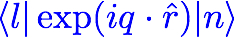 ⟨l| exp(iq · r̂)|n⟩